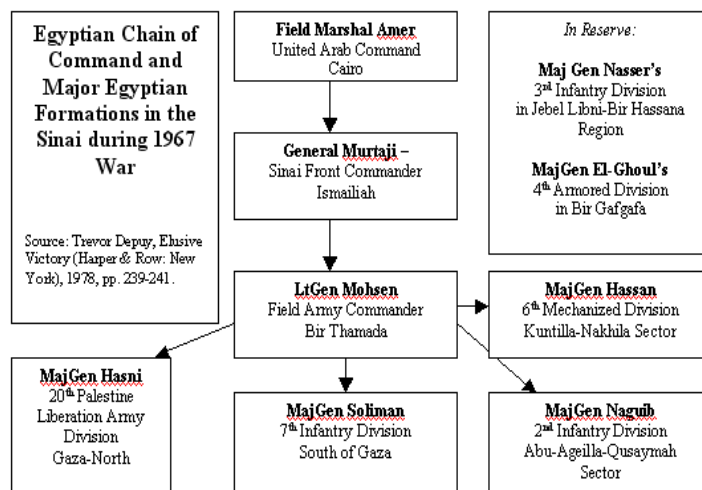 Egyptian Chain of
Command and
Major Egyptian
Formations in the
Sinai during 1967
War
Source: Trevor Depuy, Elusive
Victory (Harper & Row: New
York), 1978, pp. 239-241.
Field Marshal Amer
United Arab Command
Cairo
In Reserve:
Maj Gen Nasser's
3rd Infantry Division
in Jebel Libni-Bir Hassana
Region
MajGen El-Ghoul's
4th Armored Division
in Bir Gafgafa
General Murtaji –
Sinai Front Commander
Ismailiah
LtGen Mohsen
Field Army Commander
Bir Thamada
MajGen Hassan
6th Mechanized Division
Kuntilla-Nakhila Sector
MajGen Hasni
20th Palestine
Liberation Army
Division
Gaza-North
MajGen Soliman
7th Infantry Division
South of Gaza
MajGen Naguib
2nd Infantry Division
Abu-Ageilla-Qusaymah
Sector